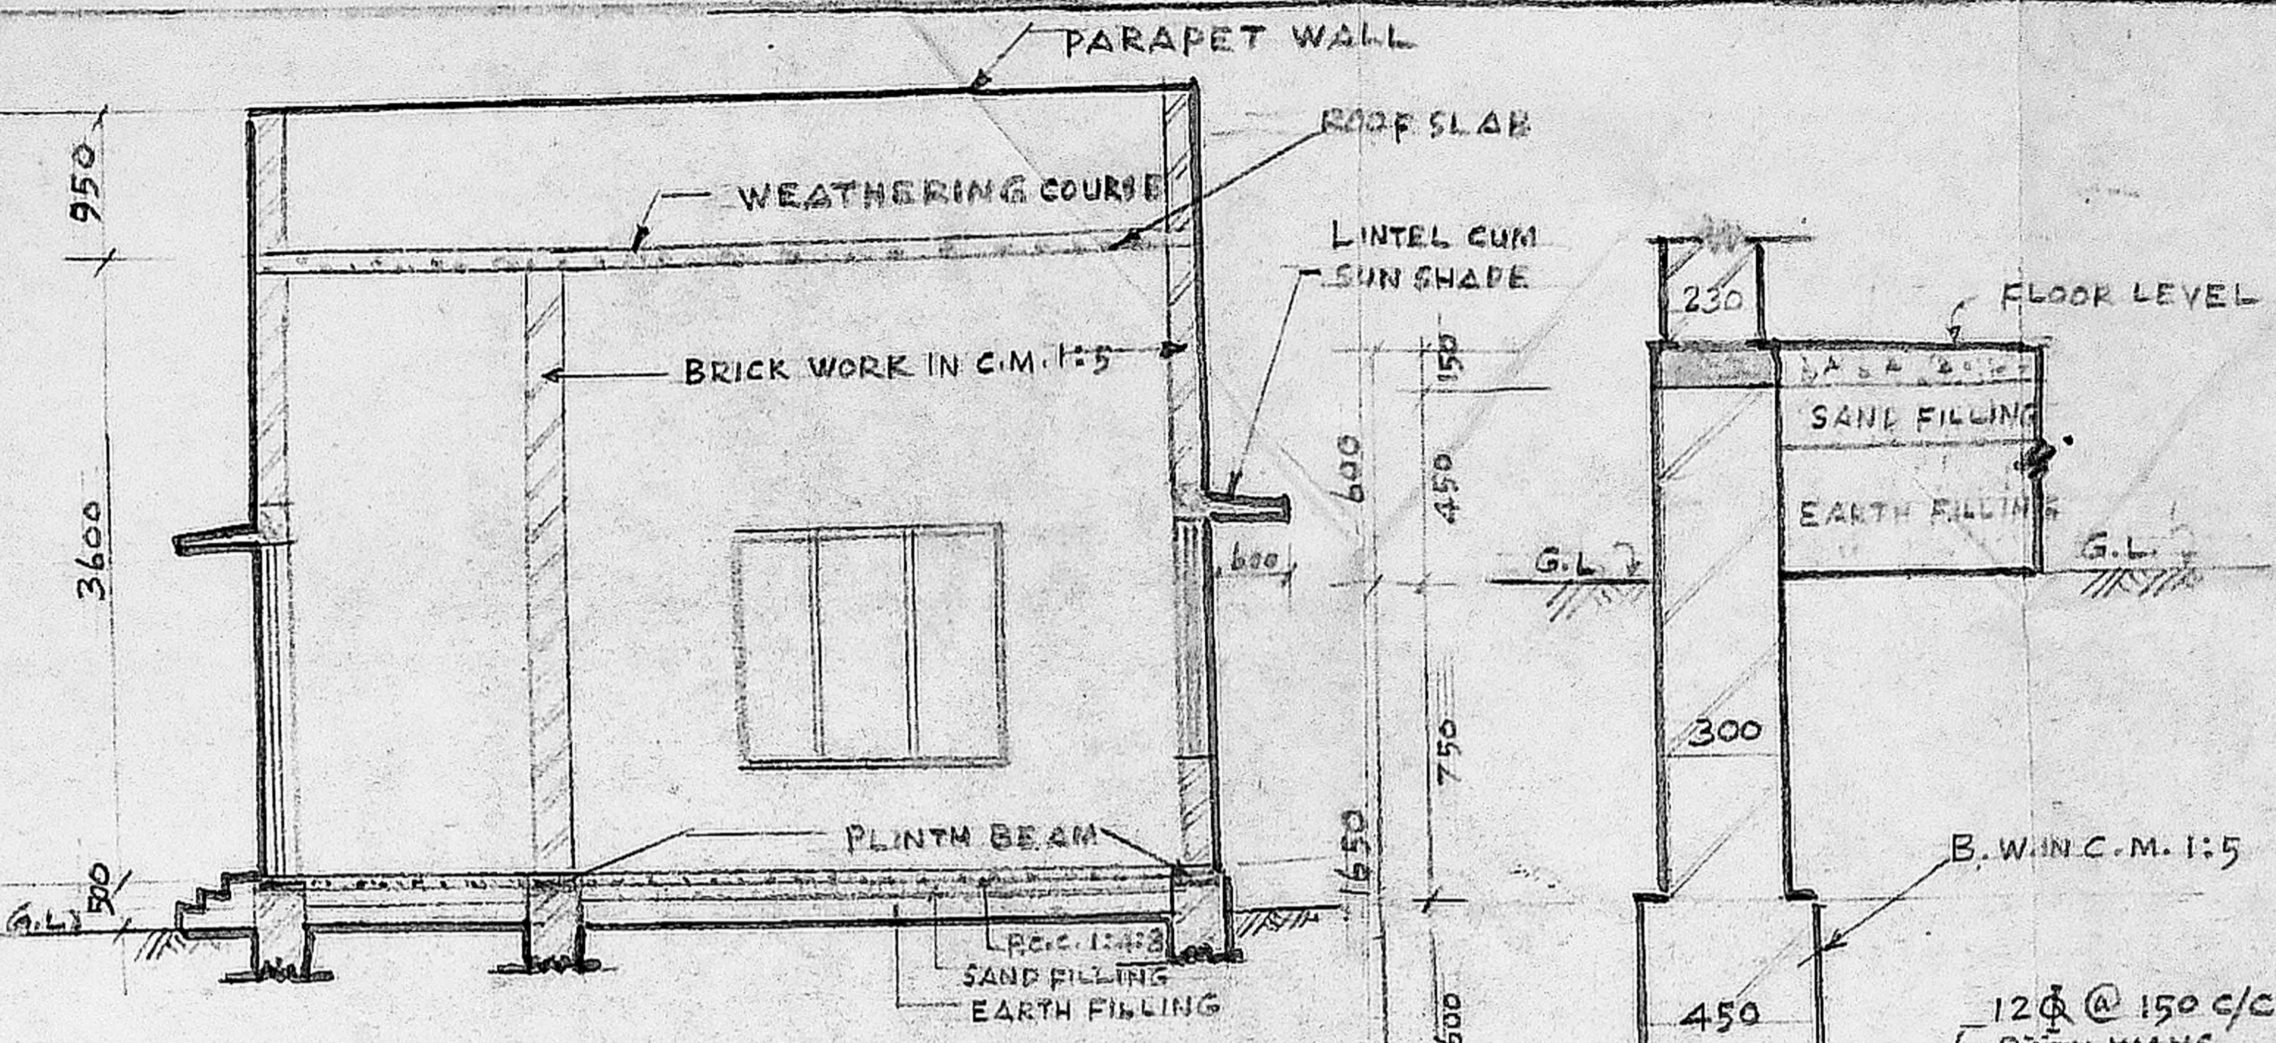 PARAPET WALL
ROOF SLAB
WEATHERING COURSE
950
LINTEL CUM
SUN SHADE
230
FLOOR LEVEL
BRICK WORK IN C.M. 1:5
150
SAND FILLING
600
450
EARTH FILLING
3600
600
G.L
G.L
300
750
PLINTH BEAM
1650
B.W.IN C.M. 1:5
500
G.L
P.C.C. 1:4:8
SAND FILLING
EARTH FILLING
450
12Φ @ 150 C/C